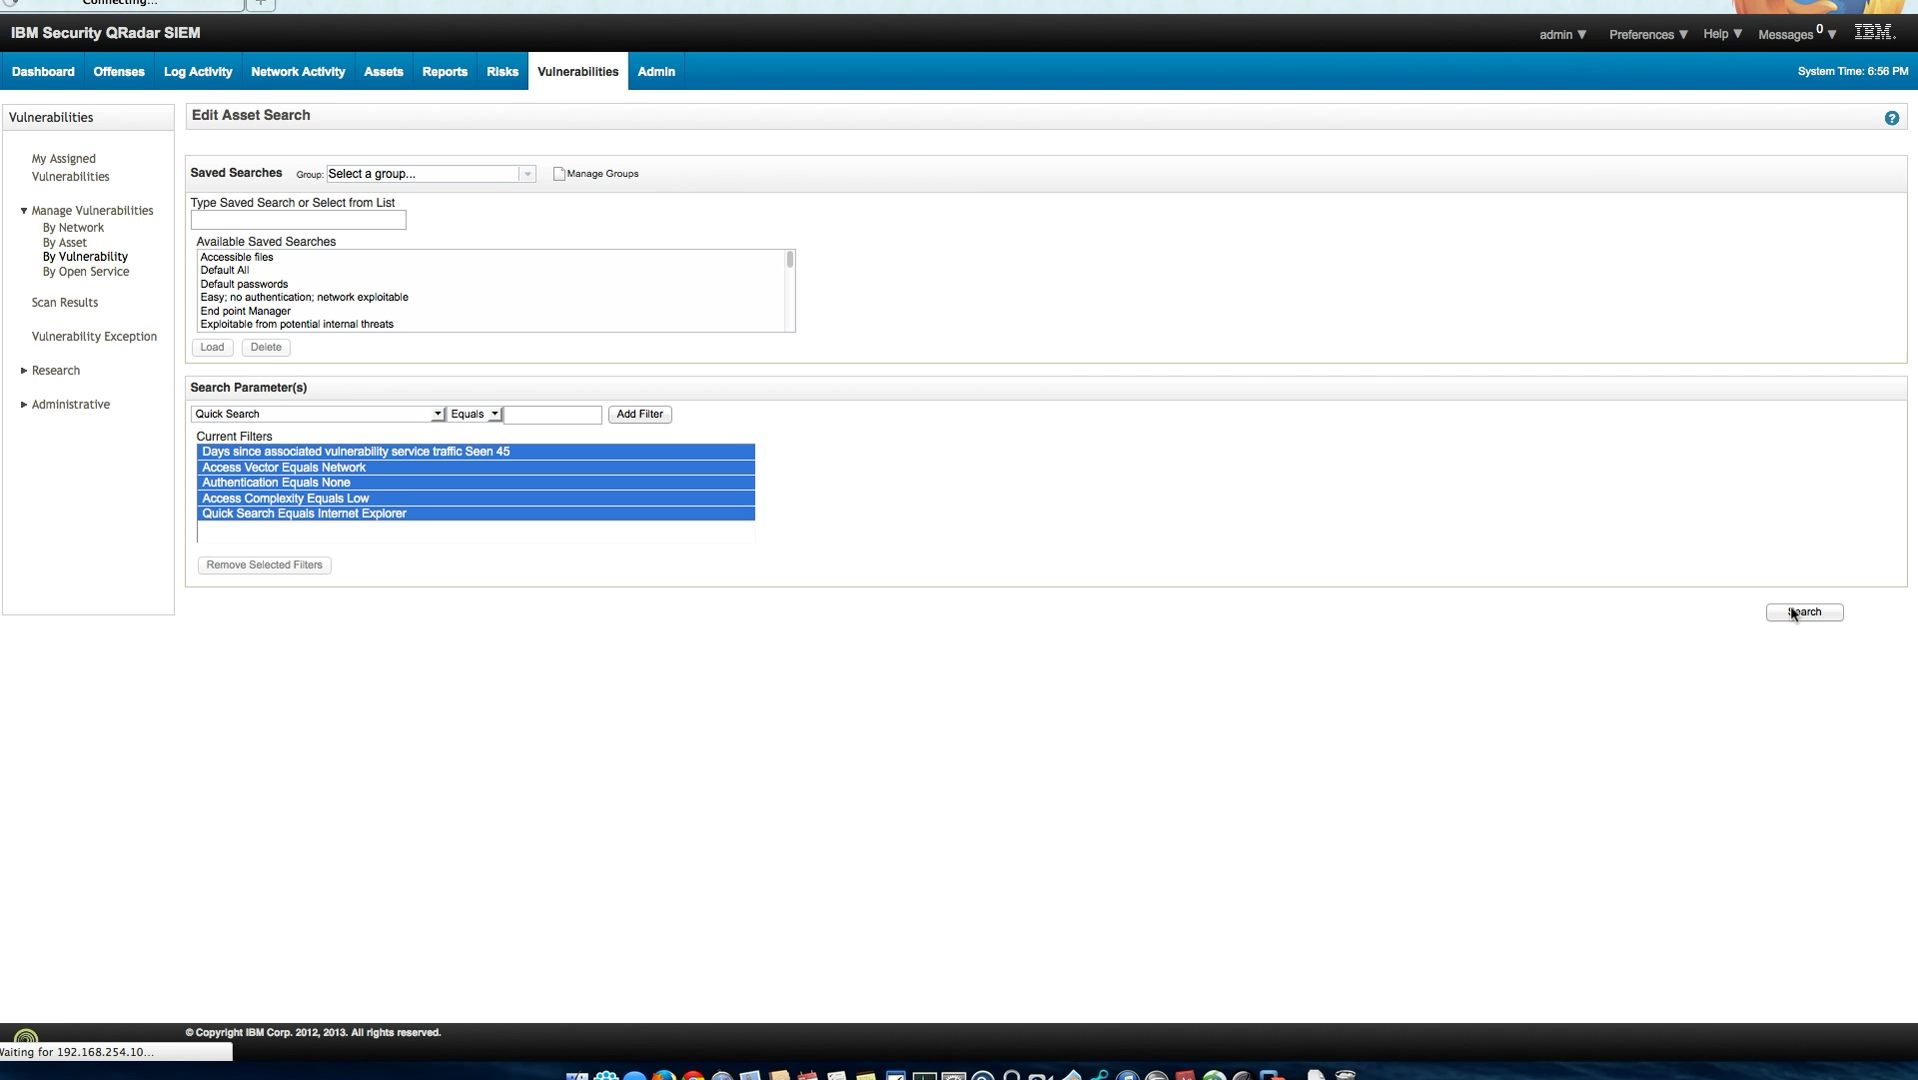 Connecting...
IBM Security QRadar SIEM
admin ▼ Preferences ▼ Help ▼ Messages 0 ▼ IBM.
Dashboard Offenses Log Activity Network Activity Assets Reports Risks Vulnerabilities Admin System Time: 6:56 PM
Vulnerabilities
My Assigned
Vulnerabilities
▼ Manage Vulnerabilities
By Network
By Asset
By Vulnerability
By Open Service
Scan Results
Vulnerability Exception
► Research
► Administrative
Edit Asset Search ?
Saved Searches Group: Select a group... Manage Groups
Type Saved Search or Select from List
Available Saved Searches
Accessible files
Default All
Default passwords
Easy; no authentication; network exploitable
End point Manager
Exploitable from potential internal threats
Load Delete
Search Parameter(s)
Quick Search Equals Add Filter
Current Filters
Days since associated vulnerability service traffic Seen 45
Access Vector Equals Network
Authentication Equals None
Access Complexity Equals Low
Quick Search Equals Internet Explorer
Remove Selected Filters
Search
© Copyright IBM Corp. 2012, 2013. All rights reserved.
Waiting for 192.168.254.10...